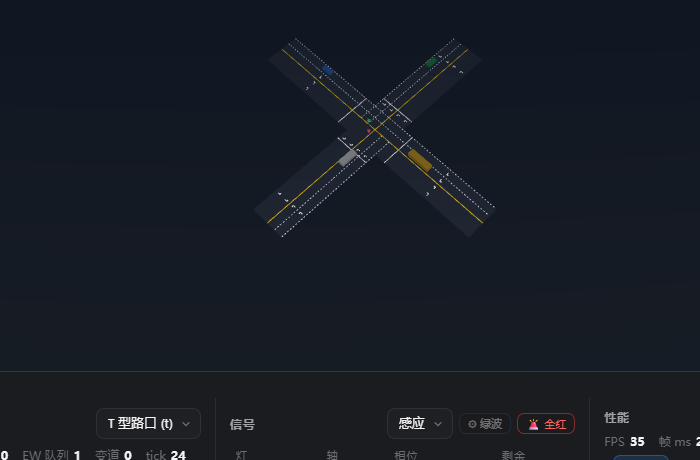 T 型路口 (t)
信号
感应
绿波
全红
性能
0 EW 队列 1 变道 0 tick 24
灯 轴 相位 剩余
FPS 35 帧 ms 2